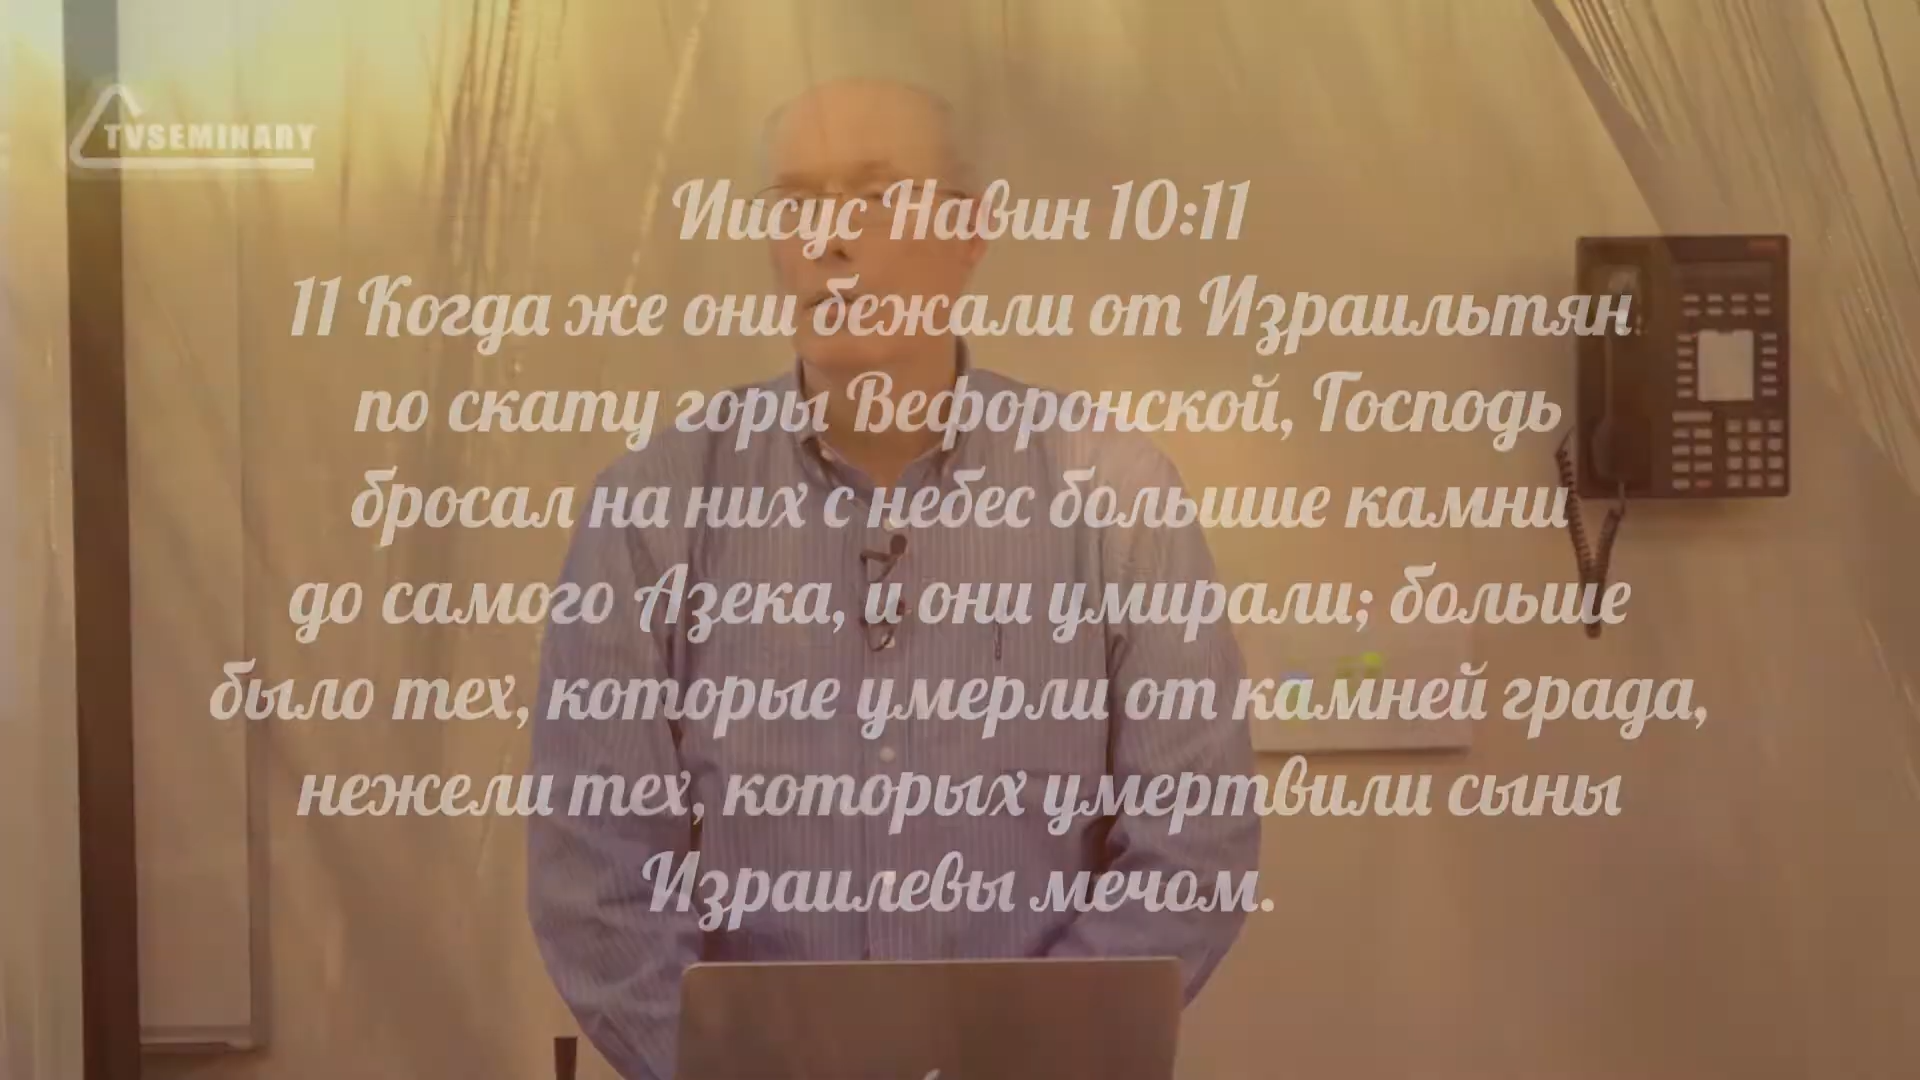 TVSEMINARY
Иисус Навин 10:11
11 Когда же они бежали от Израильтян
по скату горы Вефоронской, Господь
бросал на них с небес большие камни
до самого Азека, и они умирали; больше
было тех, которые умерли от камней града,
нежели тех, которых умертвили сыны
Израилевы мечом.